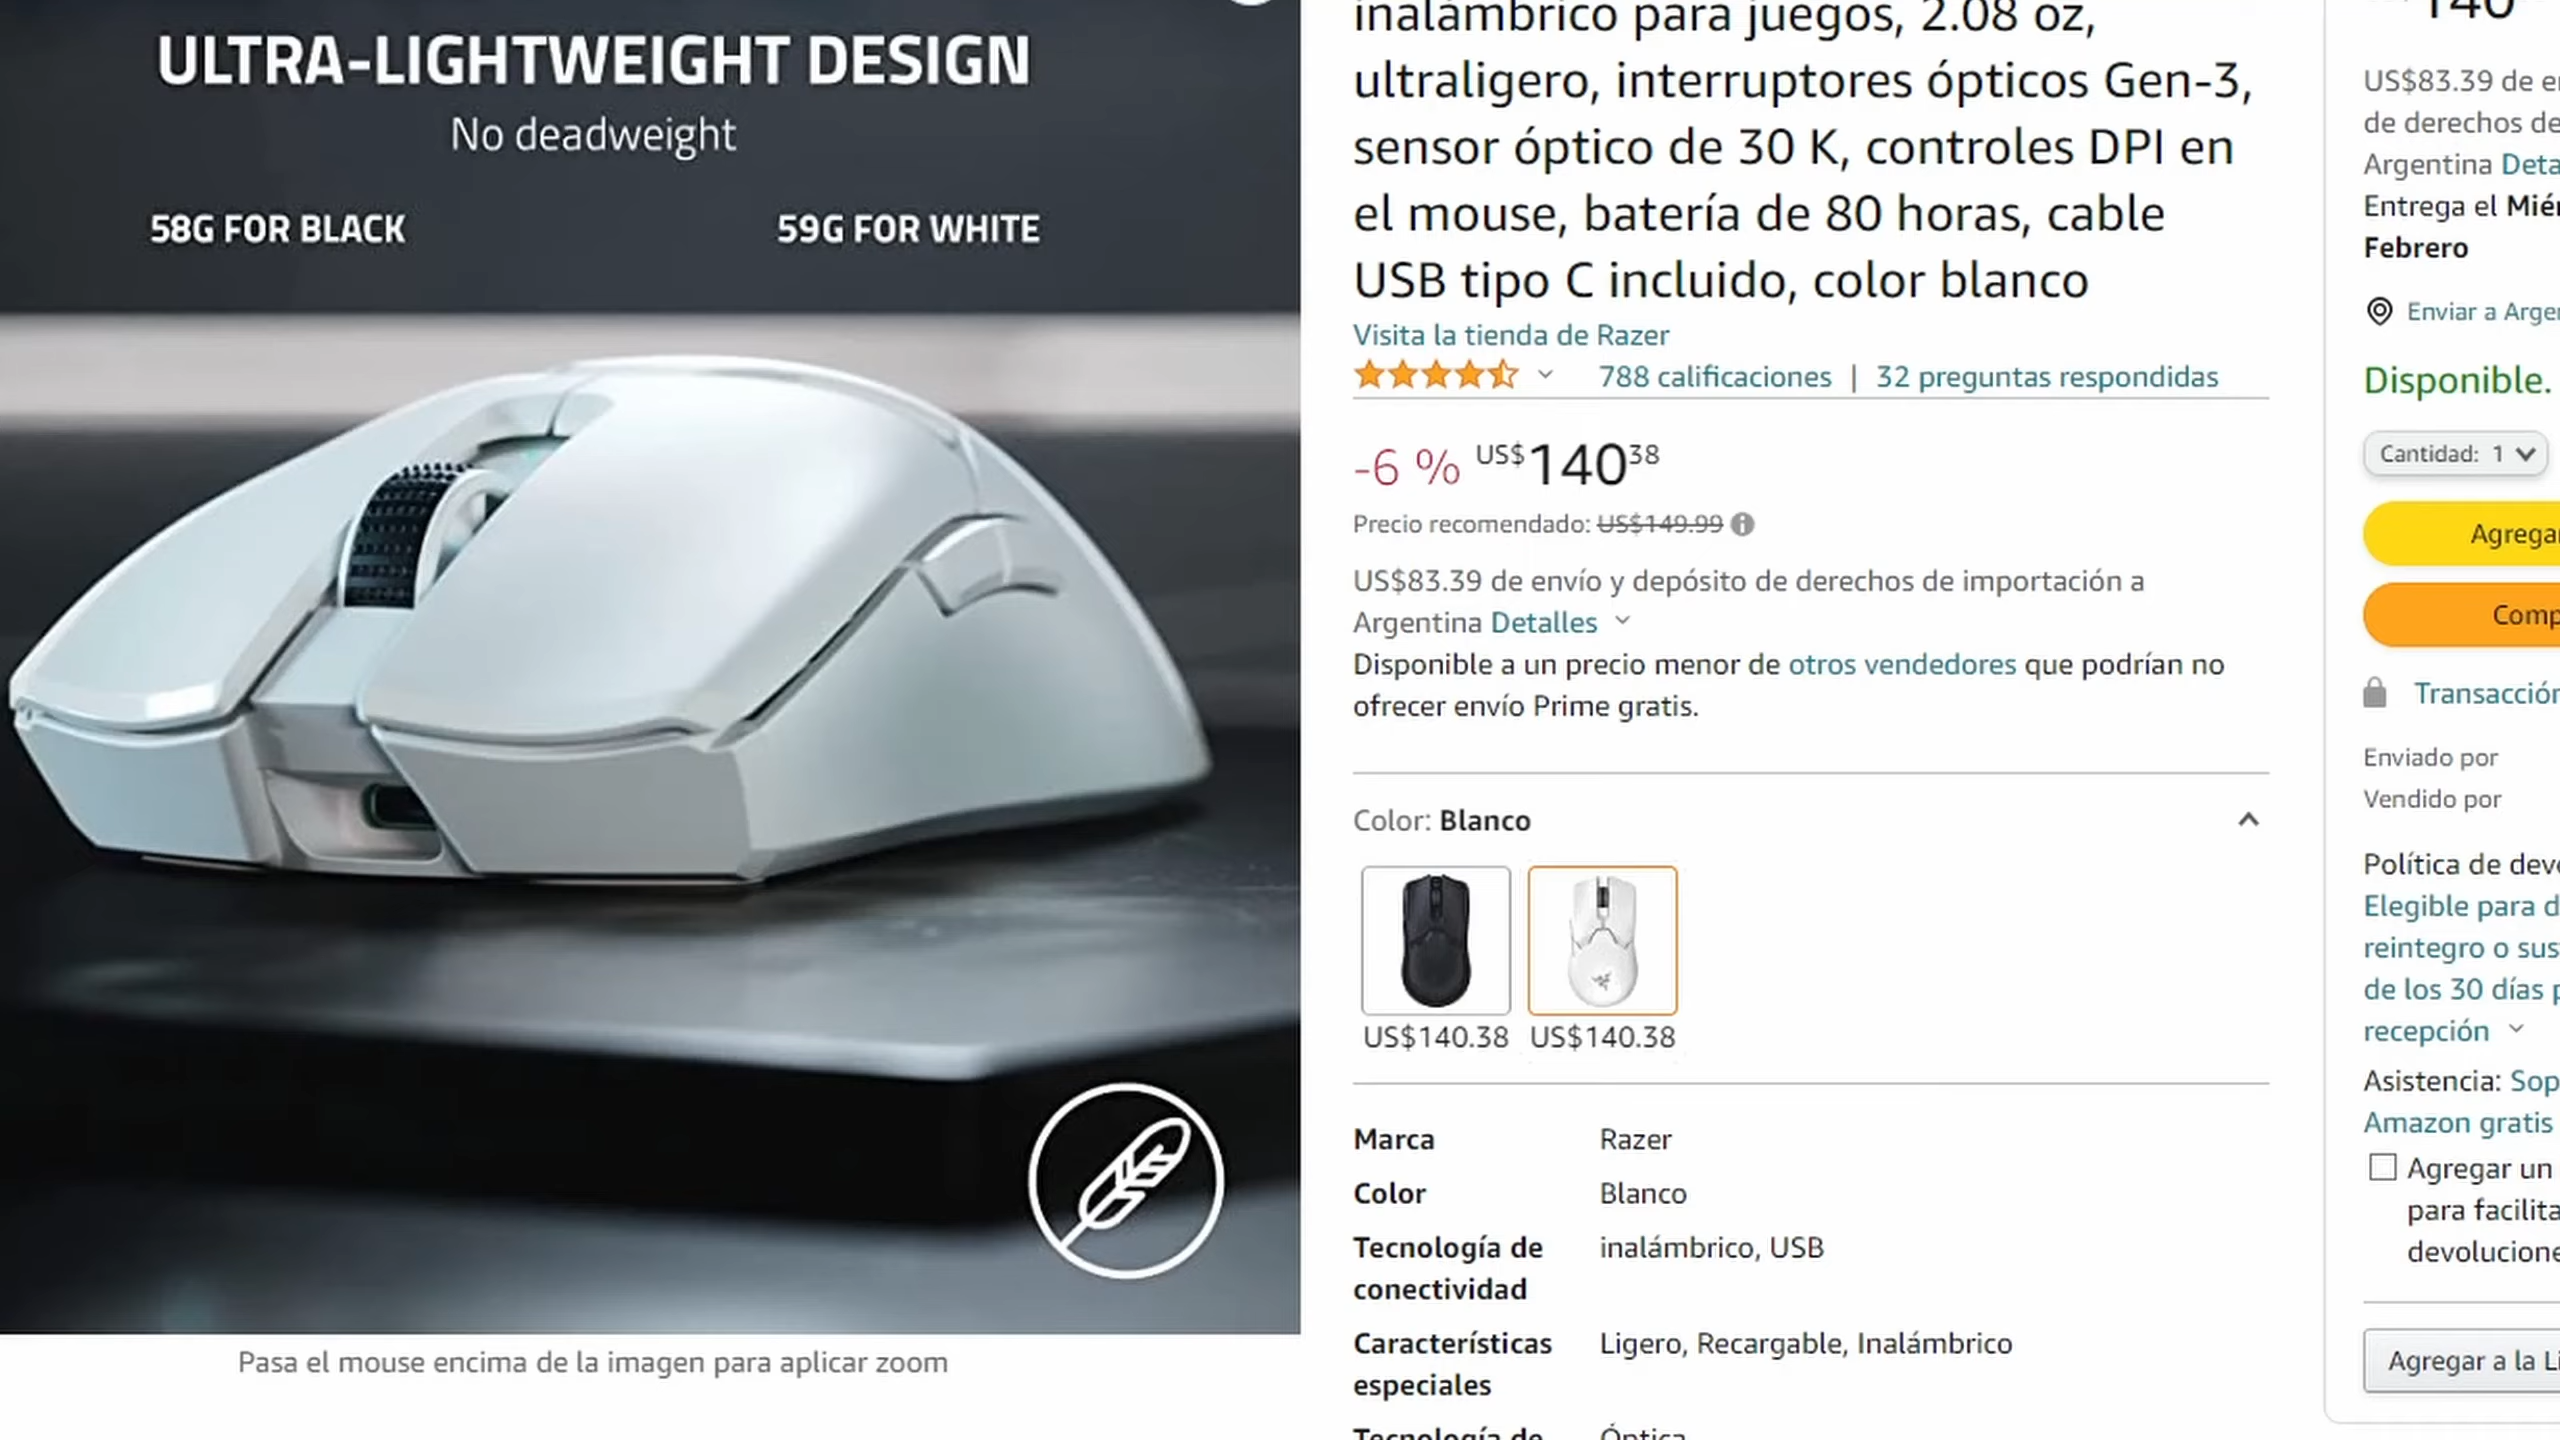 ULTRA-LIGHTWEIGHT DESIGN
No deadweight
58G FOR BLACK
59G FOR WHITE
Pasa el mouse encima de la imagen para aplicar zoom
inalámbrico para juegos, 2.08 oz,
ultraligero, interruptores ópticos Gen-3,
sensor óptico de 30 K, controles DPI en
el mouse, batería de 80 horas, cable
USB tipo C incluido, color blanco
Visita la tienda de Razer
788 calificaciones | 32 preguntas respondidas
-6 % US$140 38
Precio recomendado: US$149.99
US$83.39 de envío y depósito de derechos de importación a
Argentina Detalles
Disponible a un precio menor de otros vendedores que podrían no
ofrecer envío Prime gratis.
Color: Blanco
US$140.38 US$140.38
Marca Razer
Color Blanco
Tecnología de inalámbrico, USB
conectividad
Características Ligero, Recargable, Inalámbrico
especiales
Tecnología de Óptica
140
US$83.39 de
de derechos de
Argentina
Entrega el
Febrero
Enviar a
Disponible.
Cantidad: 1
Enviado por
Vendido por
Política de
Elegible para
reintegro o
de los 30 días
recepción
Asistencia:
Amazon gratis
Agregar un
para
Agregar a la